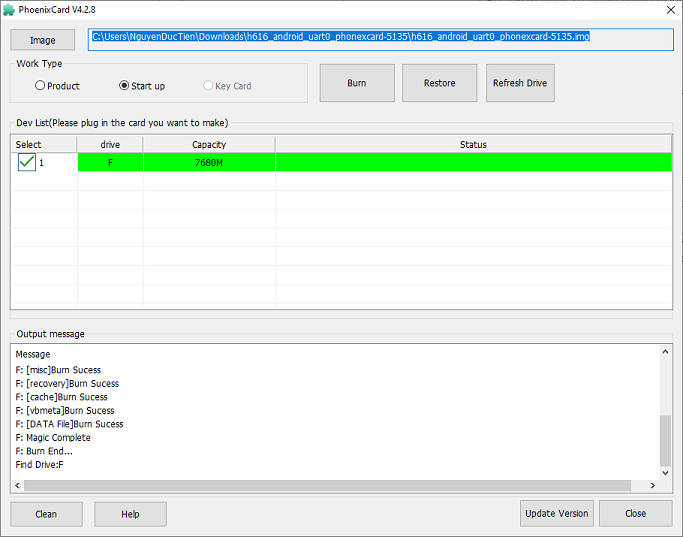 PhoenixCard V4.2.8
Image
C:\Users\NguyenDucTien\Downloads\h616_android_uart0_phonexcard-5135\h616_android_uart0_phonexcard-5135.img
Work Type
Product Start up Key Card
Burn Restore Refresh Drive
Dev List(Please plug in the card you want to make)
Select drive Capacity Status
1 F 7680M
Output message
Message
F: [misc]Burn Sucess
F: [recovery]Burn Sucess
F: [cache]Burn Sucess
F: [vbmeta]Burn Sucess
F: [DATA File]Burn Sucess
F: Magic Complete
F: Burn End...
Find Drive:F
Clean Help Update Version Close